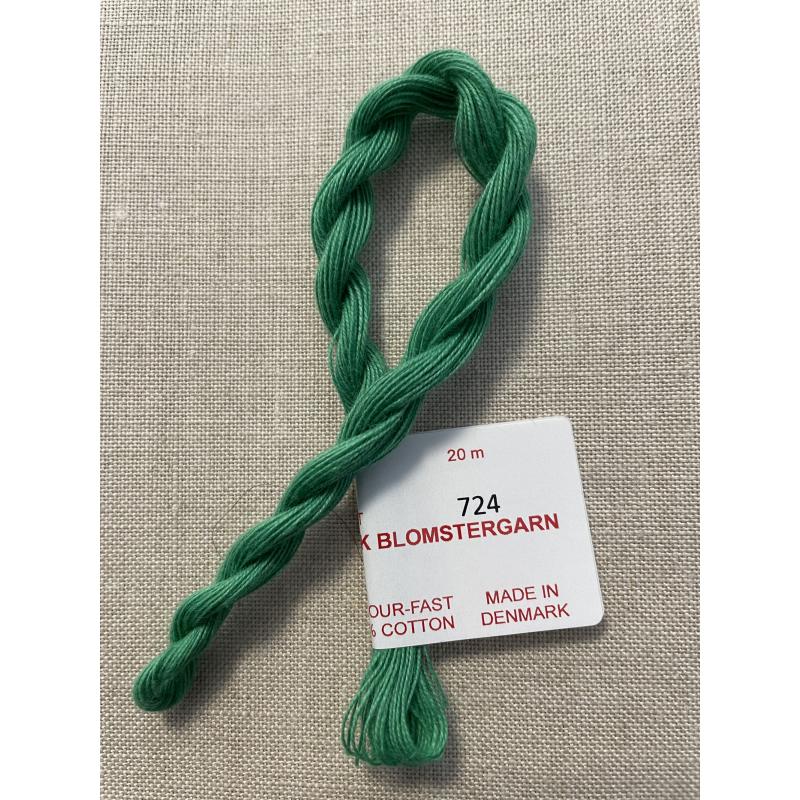 20 m
724
K BLOMSTERGARN
OUR-FAST MADE IN
% COTTON DENMARK